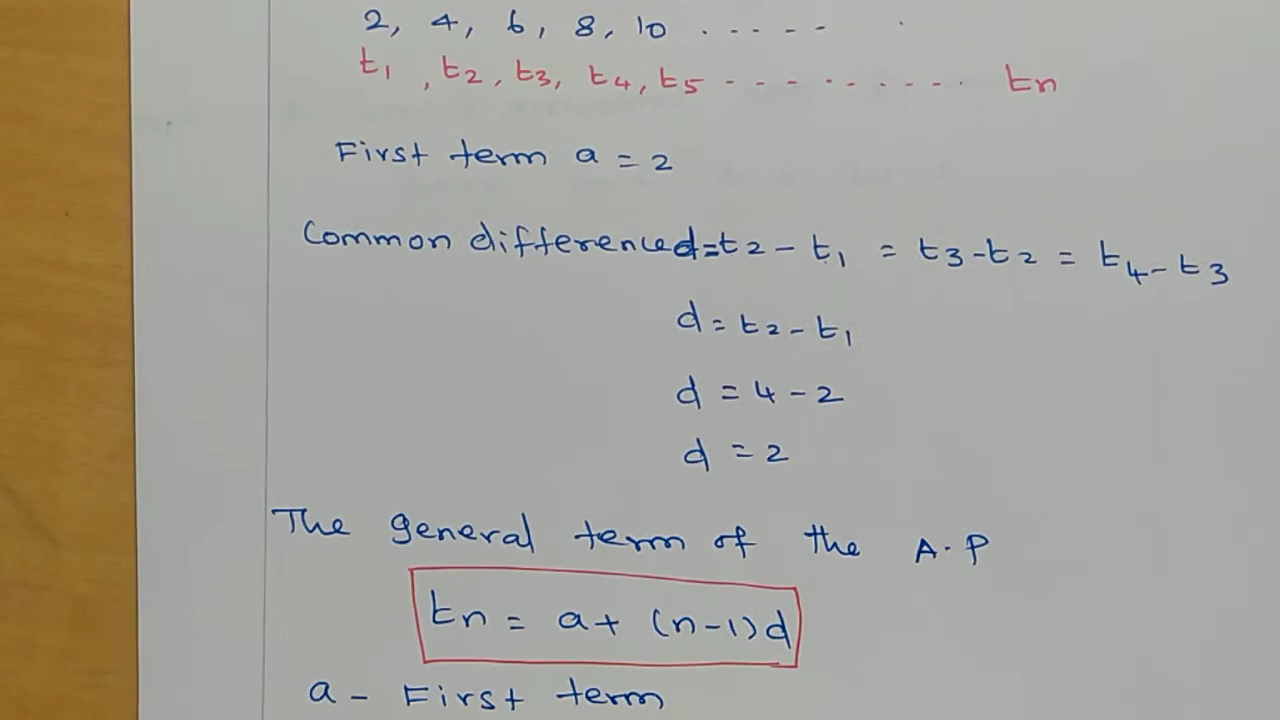 2, 4, 6, 8, 10 . - - - -
t1, t2, t3, t4, t5 - - - - . - . - - . tn
First term a = 2
Common difference d = t2 - t1 = t3 - t2 = t4 - t3
d = t2 - t1
d = 4 - 2
d = 2
The general term of the A.P
tn = a + (n-1)d
a - First term